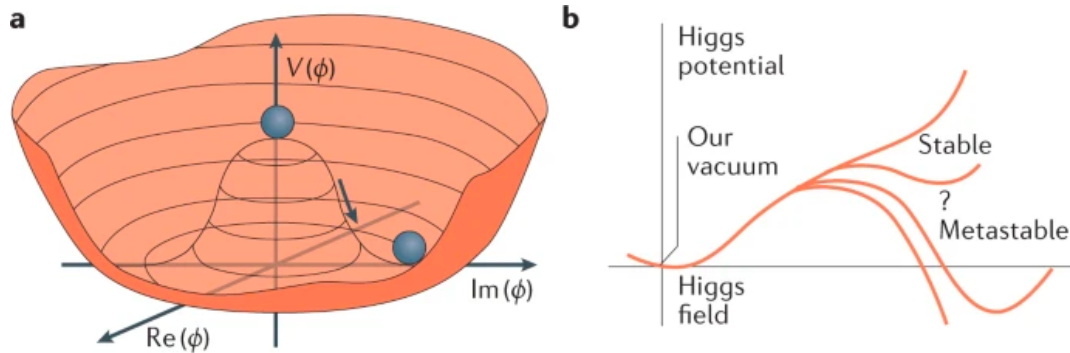 a
V(ϕ)
Im(ϕ)
Re(ϕ)
b
Higgs
potential
Our
vacuum
Stable
?
Metastable
Higgs
field